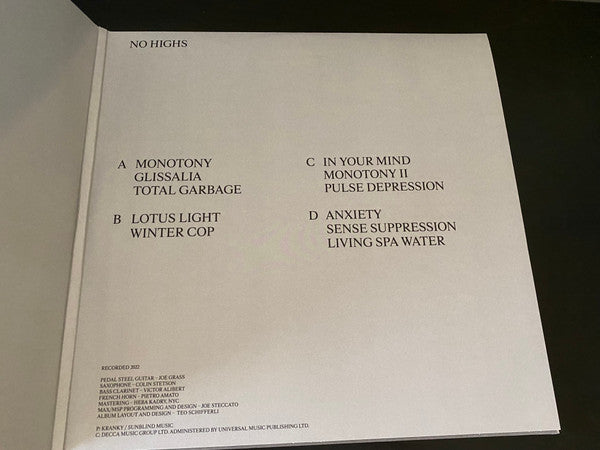 NO HIGHS
A MONOTONY
GLISSALIA
TOTAL GARBAGE
B LOTUS LIGHT
WINTER COP
C IN YOUR MIND
MONOTONY II
PULSE DEPRESSION
D ANXIETY
SENSE SUPPRESSION
LIVING SPA WATER
RECORDED 2022
PEDAL STEEL GUITAR – JOE GRASS
SAXOPHONE – COLIN STETSON
BASS CLARINET – VICTOR ALIBERT
FRENCH HORN – PIETRO AMATO
MASTERING – HEBA KADRY, NYC
MAX/MSP PROGRAMMING AND DESIGN – JOE STECCATO
ALBUM LAYOUT AND DESIGN – TEO SCHIFFERLI
P: KRANKY / SUNBLIND MUSIC
C: DECCA MUSIC GROUP LTD. ADMINISTERED BY UNIVERSAL MUSIC PUBLISHING LTD.